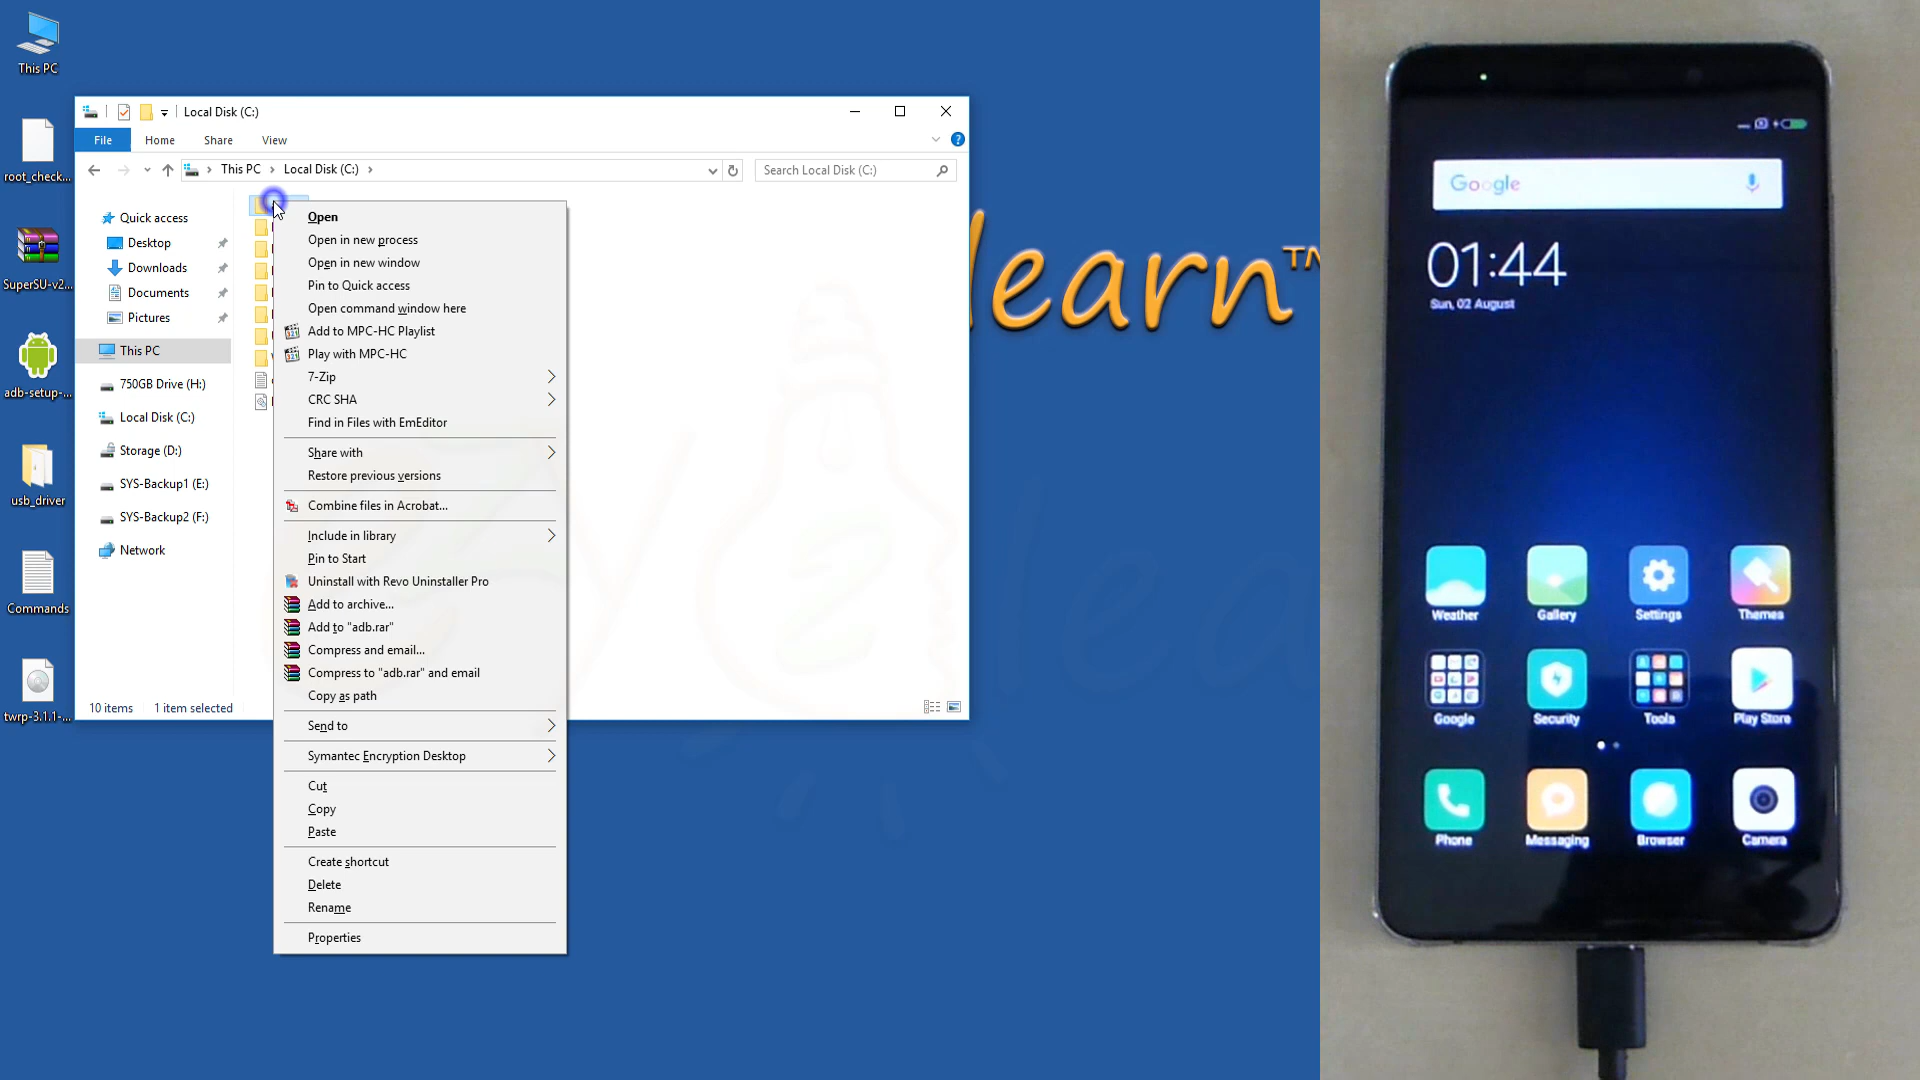 This PC
root_check...
SuperSU-v2...
adb-setup-...
usb_driver
Commands
twrp-3.1.1-...
Local Disk (C:)
File
Home
Share
View
This PC
Local Disk (C:)
Search Local Disk (C:)
Quick access
Desktop
Downloads
Documents
Pictures
This PC
750GB Drive (H:)
Local Disk (C:)
Storage (D:)
SYS-Backup1 (E:)
SYS-Backup2 (F:)
Network
10 items
1 item selected
Open
Open in new process
Open in new window
Pin to Quick access
Open command window here
Add to MPC-HC Playlist
Play with MPC-HC
7-Zip
CRC SHA
Find in Files with EmEditor
Share with
Restore previous versions
Combine files in Acrobat...
Include in library
Pin to Start
Uninstall with Revo Uninstaller Pro
Add to archive...
Add to "adb.rar"
Compress and email...
Compress to "adb.rar" and email
Copy as path
Send to
Symantec Encryption Desktop
Cut
Copy
Paste
Create shortcut
Delete
Rename
Properties
learn™
Google
01:44
Sun, 02 August
Weather
Gallery
Settings
Themes
Google
Security
Tools
Play Store
Phone
Messaging
Browser
Camera